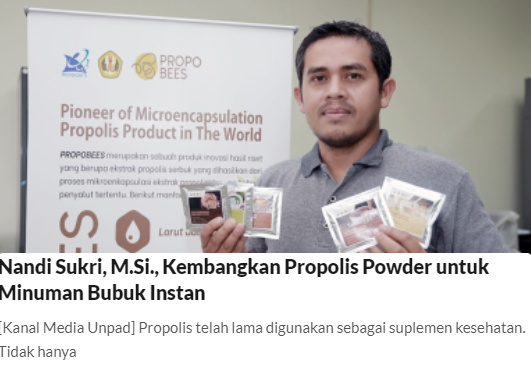 PROPO
BEES
Pioneer of Microencapsulation
Propolis Product in The World
PROPOBEES merupakan sebuah produk inovasi hasil riset
yang berupa ekstrak propolis serbuk yang dihasilkan dari
proses mikroenkapsulasi ekstrak
penyalut tertentu. Berikut
Larut
ES
Nandi Sukri, M.Si., Kembangkan Propolis Powder untuk
Minuman Bubuk Instan
[Kanal Media Unpad] Propolis telah lama digunakan sebagai suplemen kesehatan.
Tidak hanya